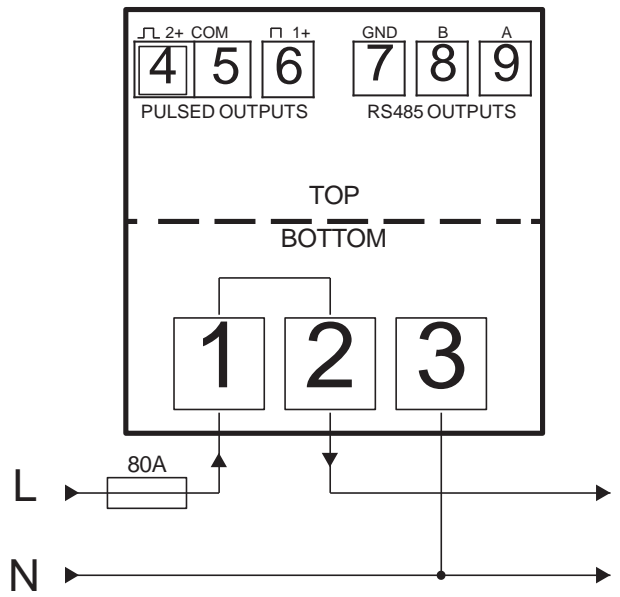 2+ COM 1+ GND B A
4 5 6 7 8 9
PULSED OUTPUTS RS485 OUTPUTS
TOP
BOTTOM
1 2 3
80A
L
N